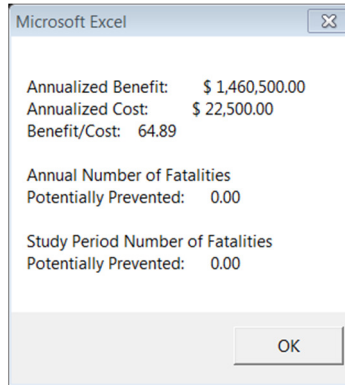 Microsoft Excel
Annualized Benefit: $ 1,460,500.00
Annualized Cost: $ 22,500.00
Benefit/Cost: 64.89
Annual Number of Fatalities
Potentially Prevented: 0.00
Study Period Number of Fatalities
Potentially Prevented: 0.00
OK